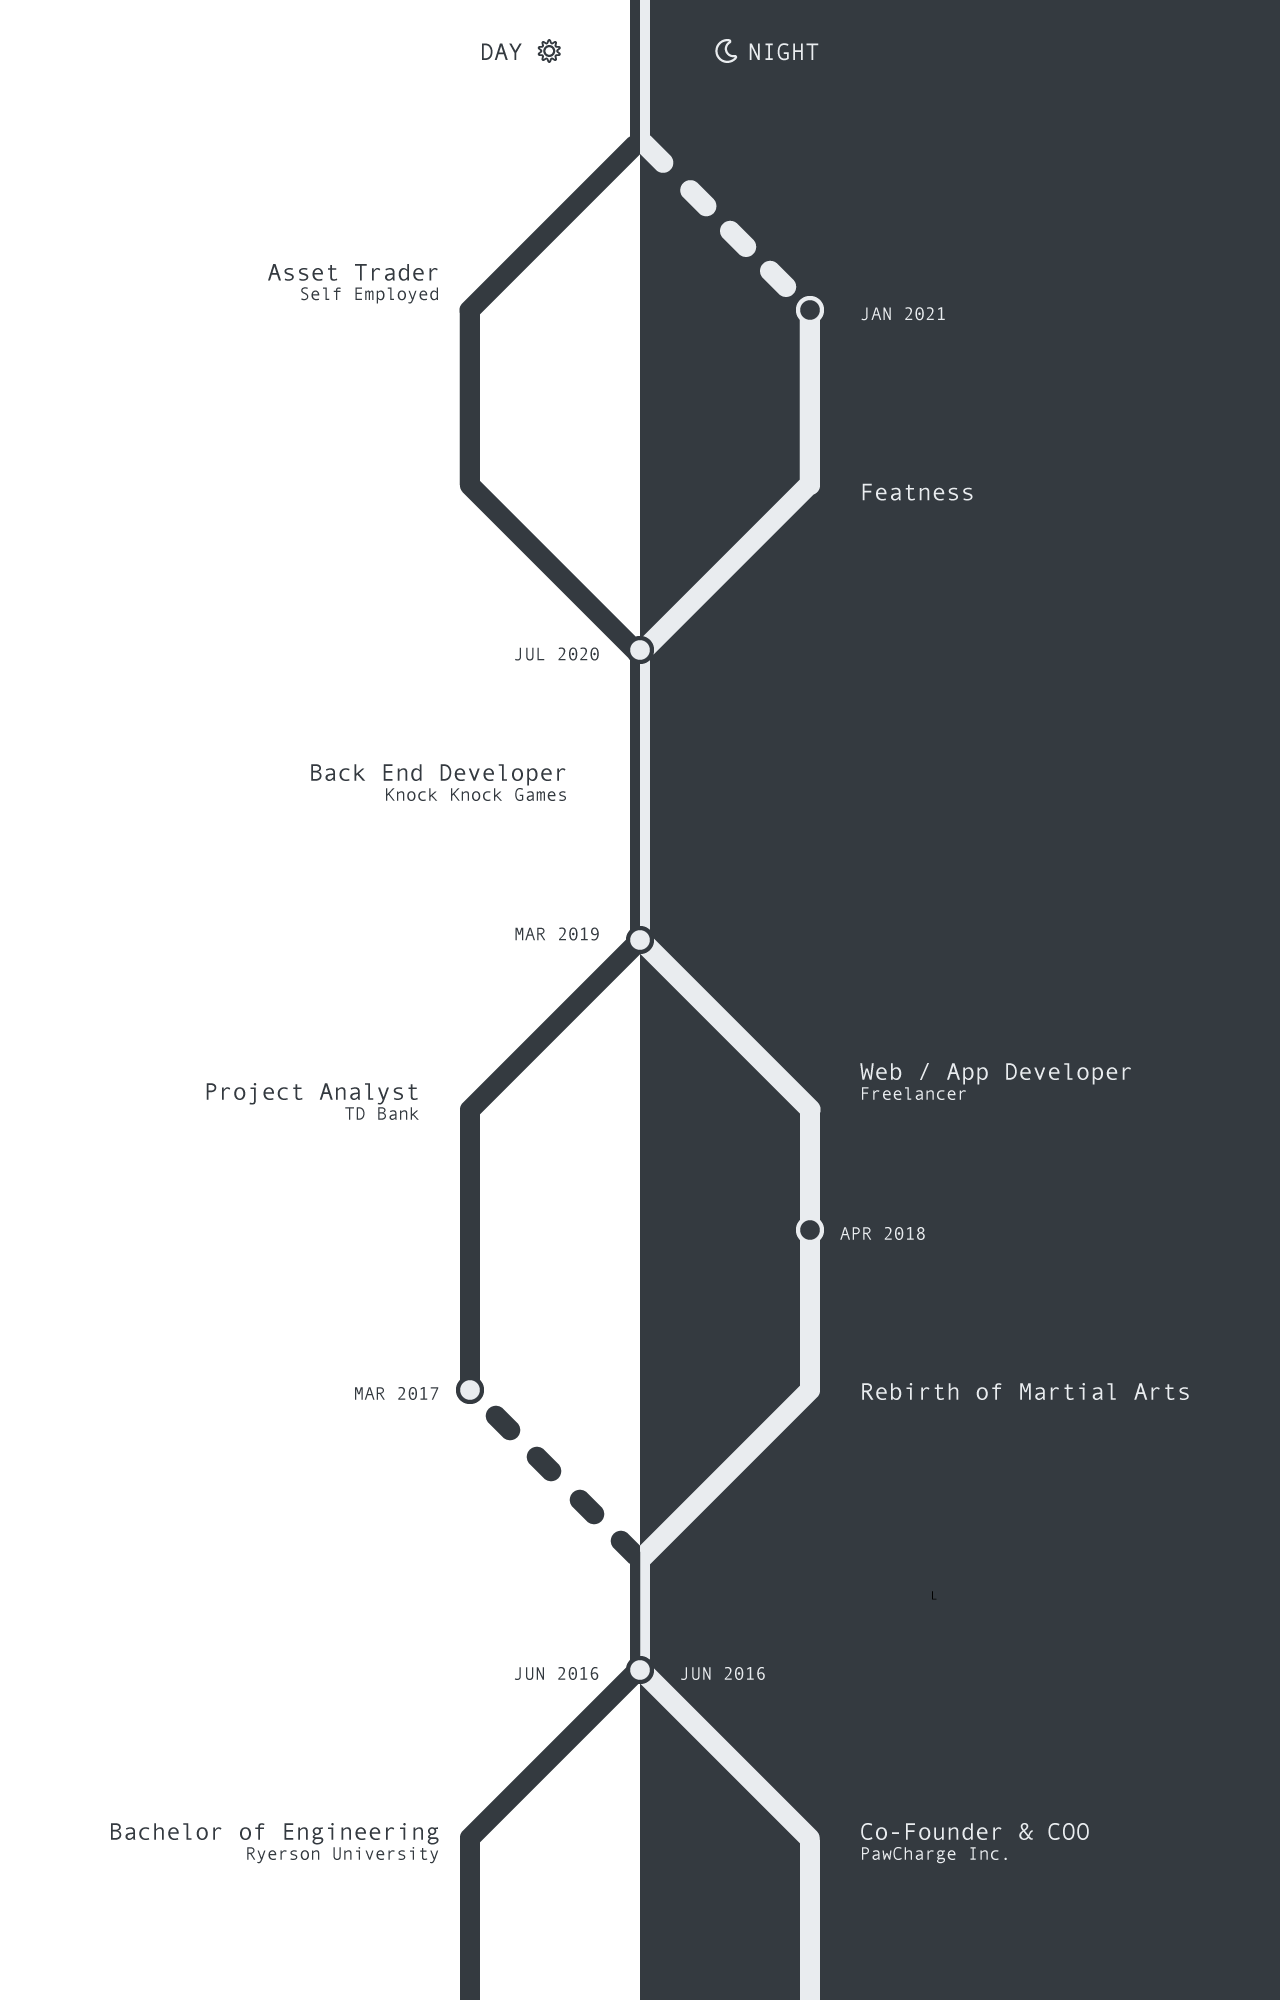 DAY
NIGHT
Asset Trader
Self Employed
JAN 2021
Featness
JUL 2020
Back End Developer
Knock Knock Games
MAR 2019
Web / App Developer
Freelancer
Project Analyst
TD Bank
APR 2018
MAR 2017
Rebirth of Martial Arts
L
JUN 2016
JUN 2016
Bachelor of Engineering
Ryerson University
Co-Founder & COO
PawCharge Inc.